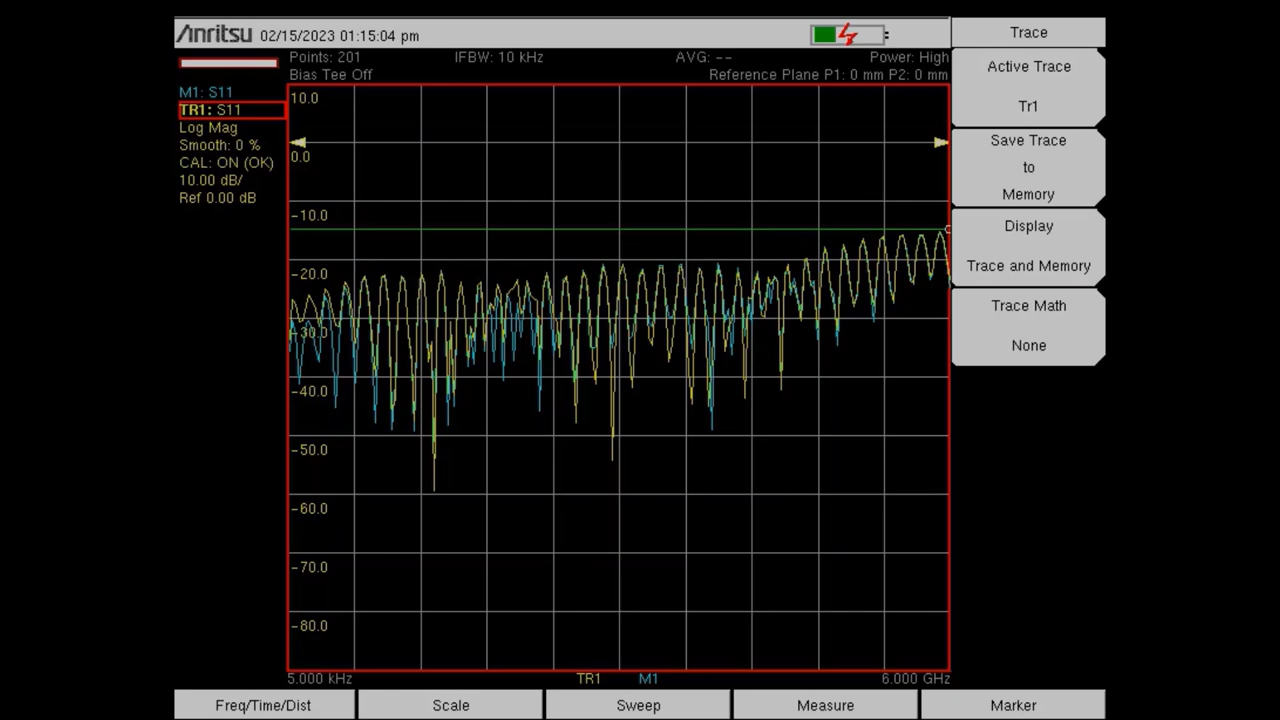 Anritsu 02/15/2023 01:15:04 pm
Trace
Points: 201 IFBW: 10 kHz AVG: -- Power: High
Bias Tee Off Reference Plane P1: 0 mm P2: 0 mm
M1: S11
TR1: S11
Log Mag
Smooth: 0 %
CAL: ON (OK)
10.00 dB/
Ref 0.00 dB
10.0
0.0
-10.0
-20.0
-30.0
-40.0
-50.0
-60.0
-70.0
-80.0
5.000 kHz TR1 M1 6.000 GHz
Active Trace
Tr1
Save Trace
to
Memory
Display
Trace and Memory
Trace Math
None
Freq/Time/Dist Scale Sweep Measure Marker